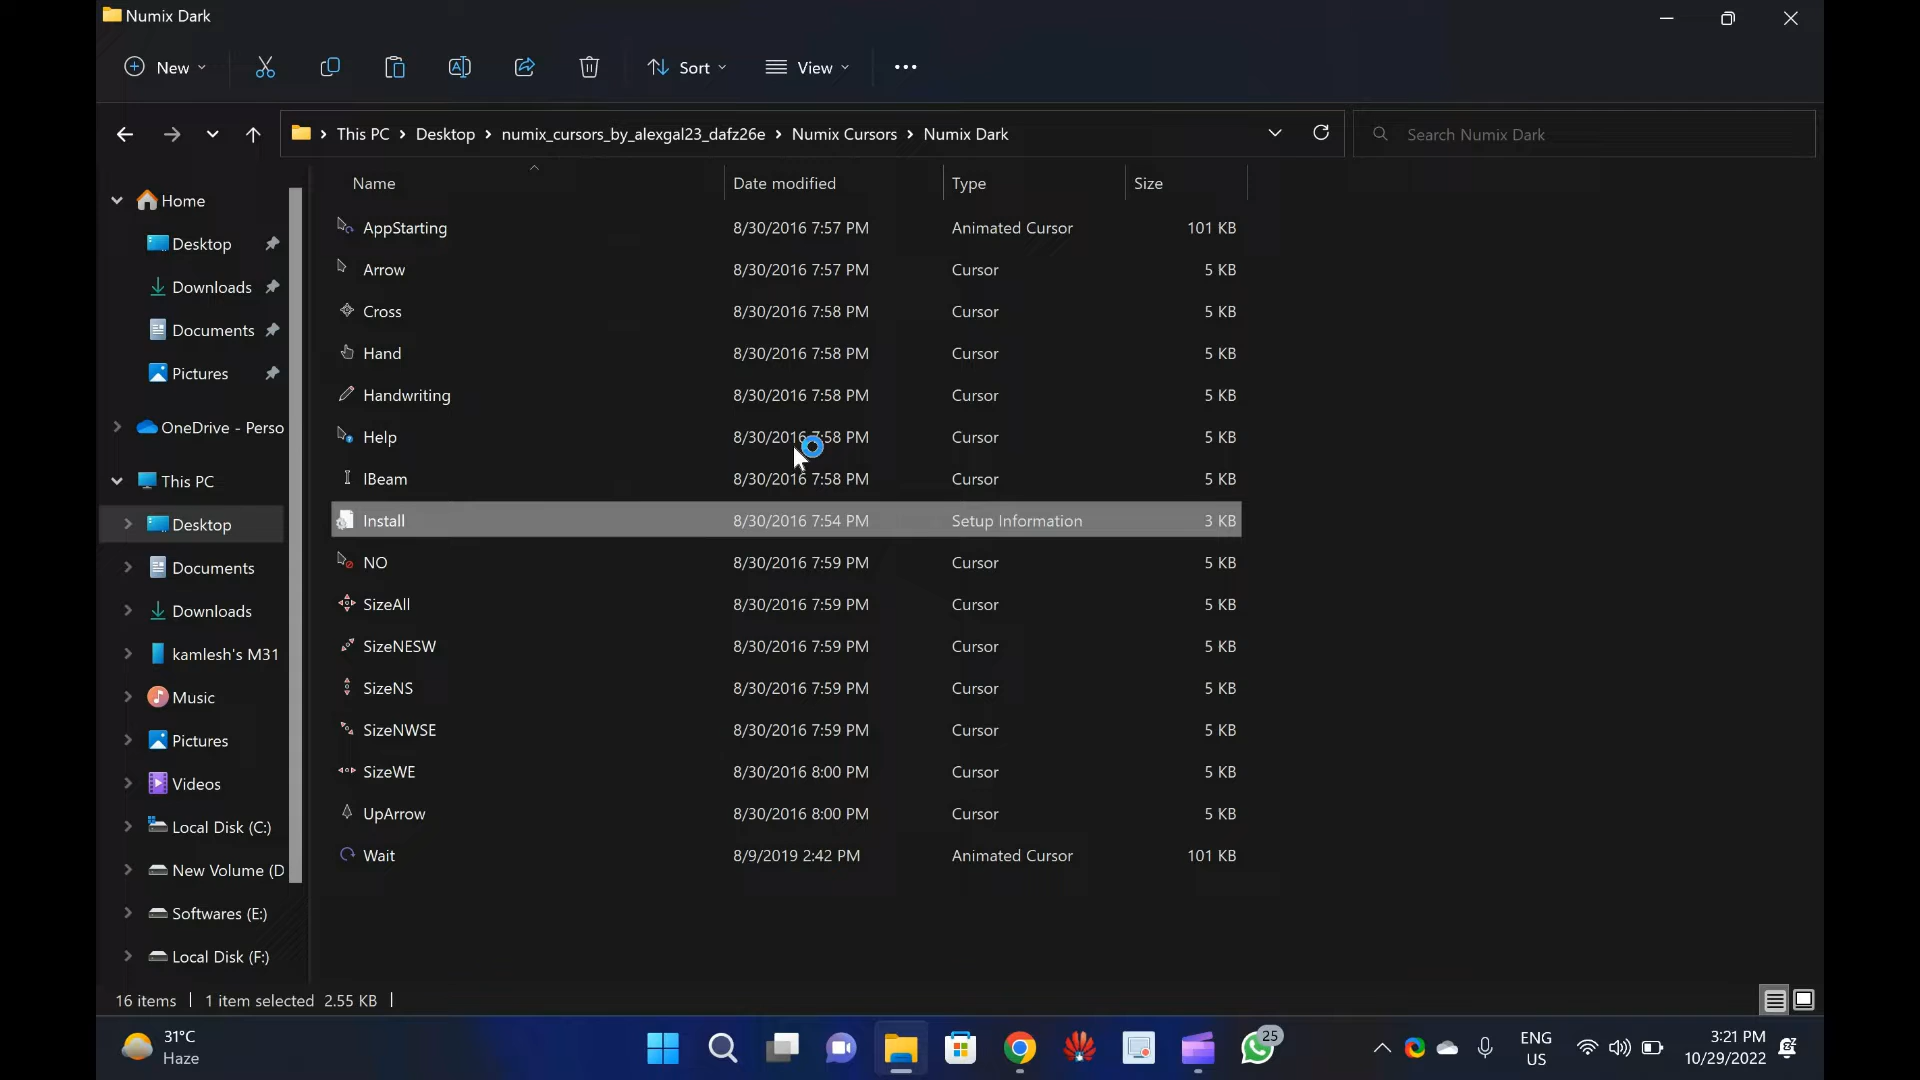 Numix Dark
New Sort View
This PC Desktop numix_cursors_by_alexgal23_dafz26e Numix Cursors Numix Dark Search Numix Dark
Name Date modified Type Size
Home
Desktop
Downloads
Documents
Pictures
OneDrive - Perso
This PC
Desktop
Documents
Downloads
kamlesh's M31
Music
Pictures
Videos
Local Disk (C:)
New Volume (D
Softwares (E:)
Local Disk (F:)
AppStarting 8/30/2016 7:57 PM Animated Cursor 101 KB
Arrow 8/30/2016 7:57 PM Cursor 5 KB
Cross 8/30/2016 7:58 PM Cursor 5 KB
Hand 8/30/2016 7:58 PM Cursor 5 KB
Handwriting 8/30/2016 7:58 PM Cursor 5 KB
Help 8/30/2016 7:58 PM Cursor 5 KB
IBeam 8/30/2016 7:58 PM Cursor 5 KB
Install 8/30/2016 7:54 PM Setup Information 3 KB
NO 8/30/2016 7:59 PM Cursor 5 KB
SizeAll 8/30/2016 7:59 PM Cursor 5 KB
SizeNESW 8/30/2016 7:59 PM Cursor 5 KB
SizeNS 8/30/2016 7:59 PM Cursor 5 KB
SizeNWSE 8/30/2016 7:59 PM Cursor 5 KB
SizeWE 8/30/2016 8:00 PM Cursor 5 KB
UpArrow 8/30/2016 8:00 PM Cursor 5 KB
Wait 8/9/2019 2:42 PM Animated Cursor 101 KB
16 items 1 item selected 2.55 KB
31°C
Haze
25
ENG
US
3:21 PM
10/29/2022